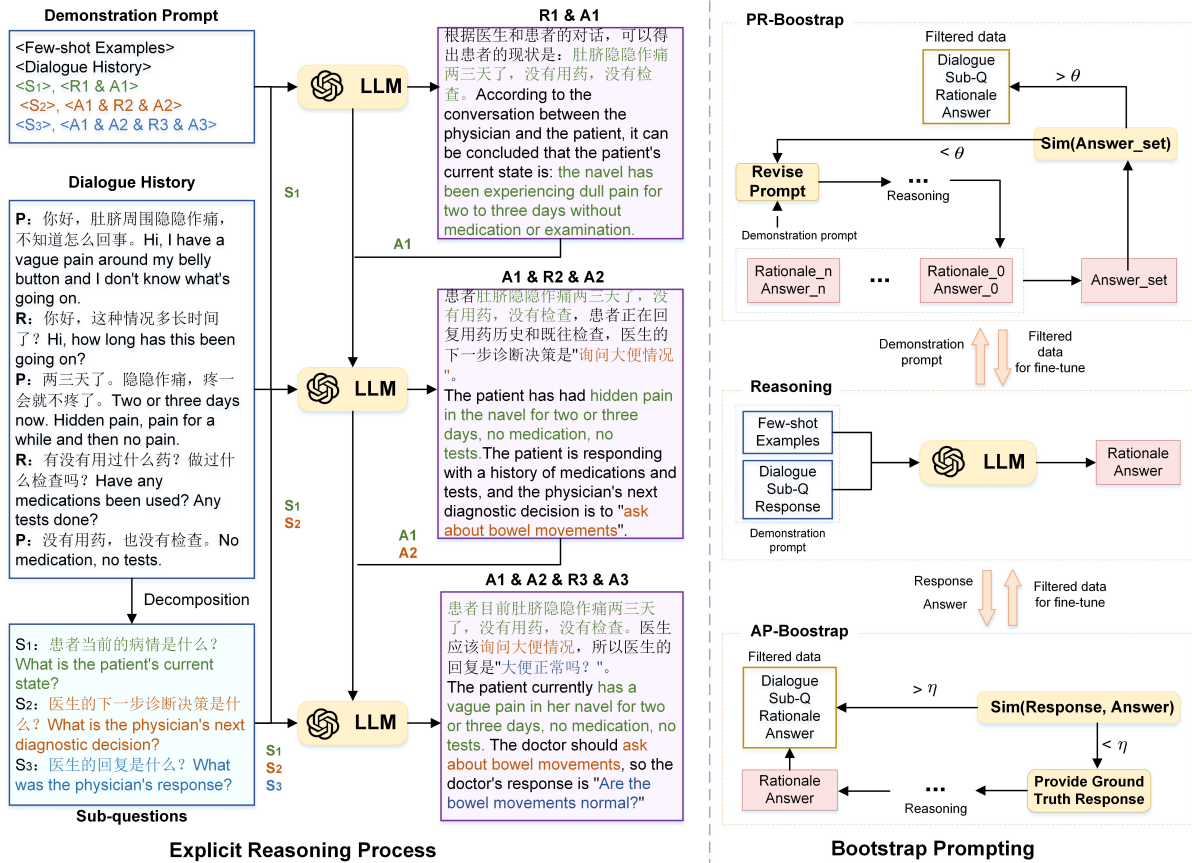 Demonstration Prompt
<Few-shot Examples>
<Dialogue History>
<S1>, <R1 & A1>
<S2>, <A1 & R2 & A2>
<S3>, <A1 & A2 & R3 & A3>
Dialogue History
P：你好，肚脐周围隐隐作痛，
不知道怎么回事。Hi, I have a
vague pain around my belly
button and I don't know what's
going on.
R：你好，这种情况多长时间
了？Hi, how long has this been
going on?
P：两三天了。隐隐作痛，疼一
会就不疼了。Two or three days
now. Hidden pain, pain for a
while and then no pain.
R：有没有用过什么药？做过什
么检查吗？Have any
medications been used? Any
tests done?
P：没有用药，也没有检查。No
medication, no tests.
Decomposition
S1：患者当前的病情是什么？
What is the patient's current
state?
S2：医生的下一步诊断决策是什
么？What is the physician's next
diagnostic decision?
S3：医生的回复是什么？What
was the physician's response?
Sub-questions
LLM
S1
A1
LLM
S1
S2
A1
A2
LLM
S1
S2
S3
R1 & A1
根据医生和患者的对话，可以得
出患者的现状是：肚脐隐隐作痛
两三天了，没有用药，没有检
查。According to the
conversation between the
physician and the patient, it can
be concluded that the patient's
current state is: the navel has
been experiencing dull pain for
two to three days without
medication or examination.
A1 & R2 & A2
患者肚脐隐隐作痛两三天了，没
有用药，没有检查，患者正在回
复用药历史和既往检查，医生的
下一步诊断决策是"询问大便情况
"。
The patient has had hidden pain
in the navel for two or three
days, no medication, no
tests.The patient is responding
with a history of medications and
tests, and the physician's next
diagnostic decision is to "ask
about bowel movements".
A1 & A2 & R3 & A3
患者目前肚脐隐隐作痛两三天
了，没有用药，没有检查。医生
应该询问大便情况，所以医生的
回复是"大便正常吗？"。
The patient currently has a
vague pain in her navel for two
or three days, no medication, no
tests. The doctor should ask
about bowel movements, so the
doctor's response is "Are the
bowel movements normal?"
Explicit Reasoning Process
PR-Boostrap
Filtered data
Dialogue
Sub-Q
Rationale
Answer
> θ
Sim(Answer_set)
< θ
Revise
Prompt
...
Reasoning
Demonstration prompt
Rationale_n
Answer_n
...
Rationale_0
Answer_0
Answer_set
Demonstration
prompt
Filtered
data
for fine-tune
Reasoning
Few-shot
Examples
Dialogue
Sub-Q
Response
Demonstration
prompt
LLM
Rationale
Answer
Response
Answer
Filtered data
for fine-tune
AP-Boostrap
Filtered data
Dialogue
Sub-Q
Rationale
Answer
> η
Sim(Response, Answer)
< η
Provide Ground
Truth Response
...
Reasoning
Rationale
Answer
Bootstrap Prompting